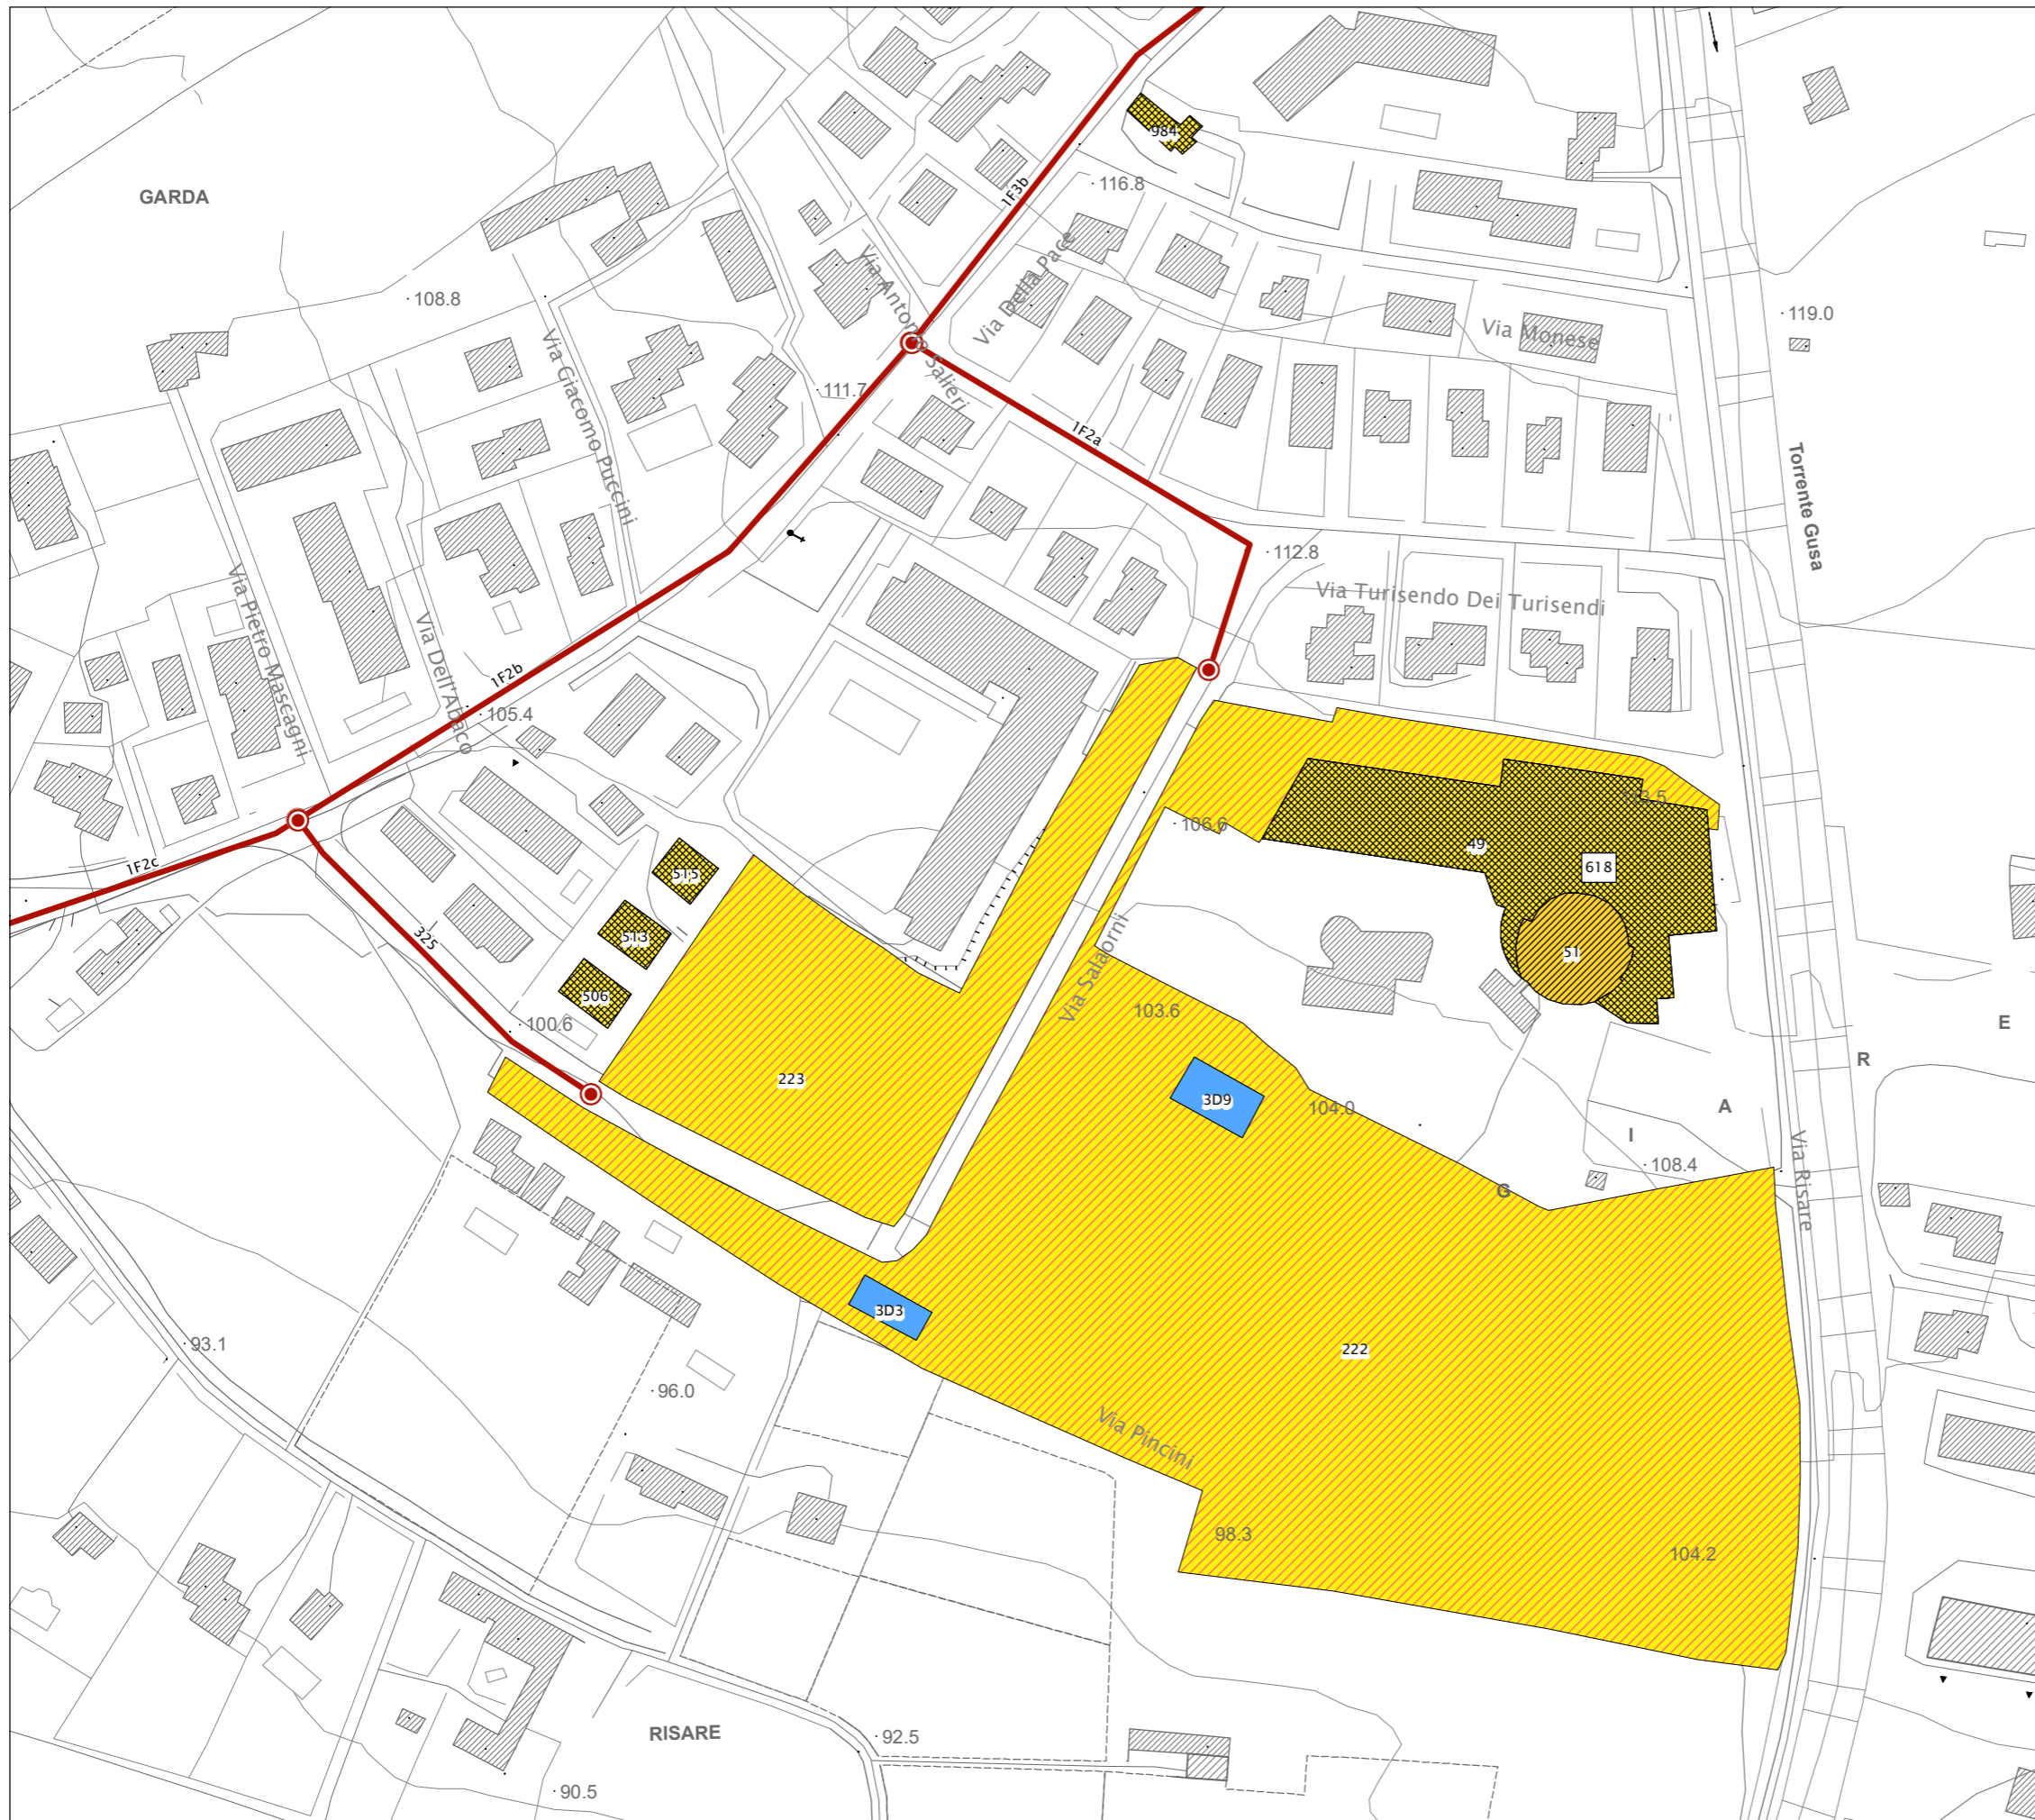 984
116.8
1F3b
GARDA
Via Della Pace
Via Antonio Salieri
108.8
119.0
Via Monese
Via Giacomo Puccini
111.7
1F2a
Torrente Gusa
112.8
Via Turisendo Dei Turisendi
Via Pietro Mascagni
Via Dell'Abaco
1F2b
105.4
113.5
106.6
49
618
1F2c
515
325
513
51
506
Via Salaorni
103.6
100.6
E
R
223
3D9
104.0
A
I
Via Risare
108.4
G
3D3
93.1
222
96.0
Via Pincini
98.3
104.2
RISARE
92.5
90.5